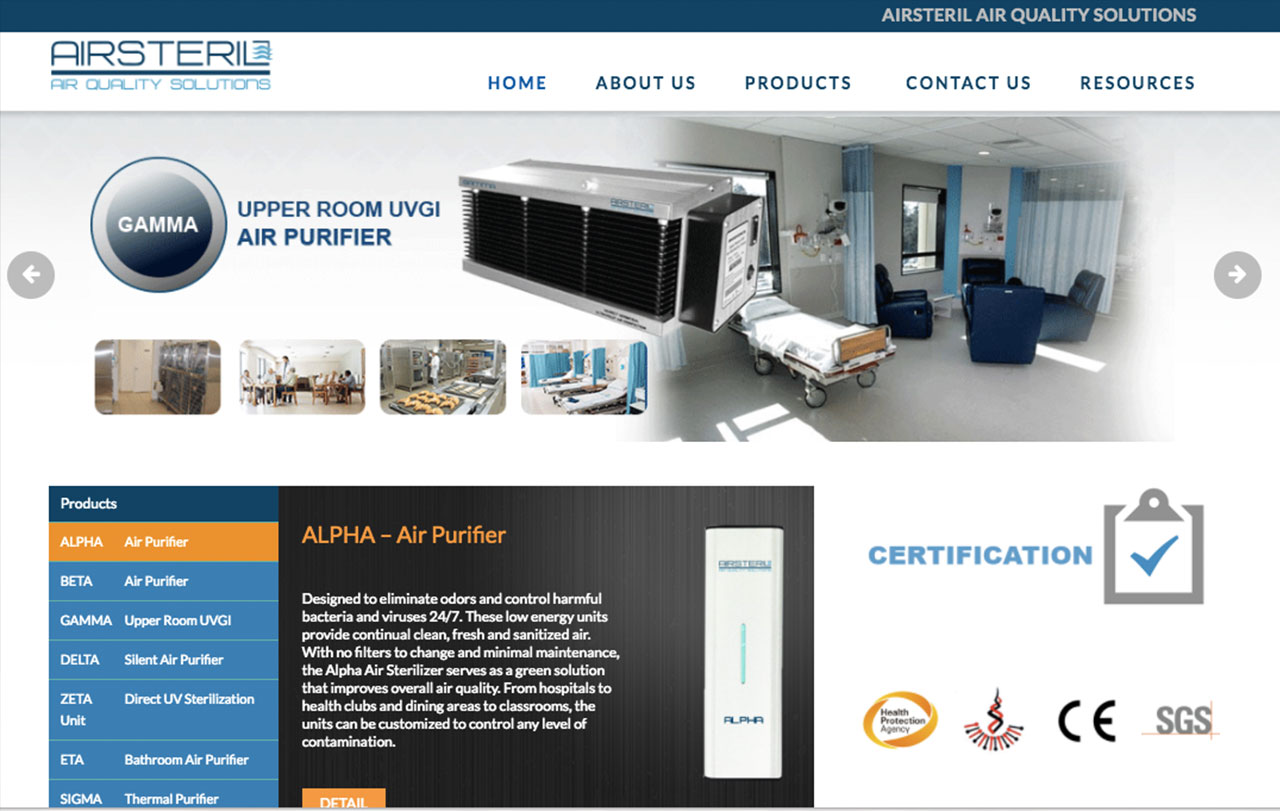 AIRSTERIL AIR QUALITY SOLUTIONS
AIRSTERIL
AIR QUALITY SOLUTIONS
HOME ABOUT US PRODUCTS CONTACT US RESOURCES
GAMMA
UPPER ROOM UVGI
AIR PURIFIER
GAMMA
AIRSTERIL
Products
ALPHA Air Purifier
BETA Air Purifier
GAMMA Upper Room UVGI
DELTA Silent Air Purifier
ZETA Direct UV Sterilization
Unit
ETA Bathroom Air Purifier
SIGMA Thermal Purifier
ALPHA – Air Purifier
Designed to eliminate odors and control harmful
bacteria and viruses 24/7. These low energy units
provide continual clean, fresh and sanitized air.
With no filters to change and minimal maintenance,
the Alpha Air Sterilizer serves as a green solution
that improves overall air quality. From hospitals to
health clubs and dining areas to classrooms, the
units can be customized to control any level of
contamination.
DETAIL
AIRSTERIL
AIR QUALITY SOLUTIONS
ALPHA
CERTIFICATION
Health
Protection
Agency
CE
SGS